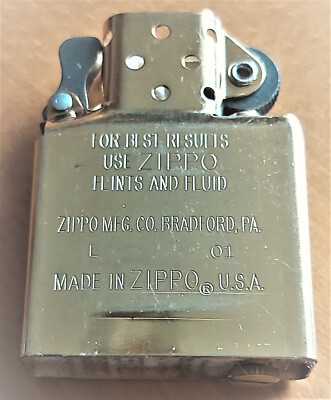 FOR BEST RESULTS
USE ZIPPO
FLINTS AND FLUID
ZIPPO MFG. CO. BRADFORD, PA.
L 01
MADE IN ZIPPO® U.S.A.